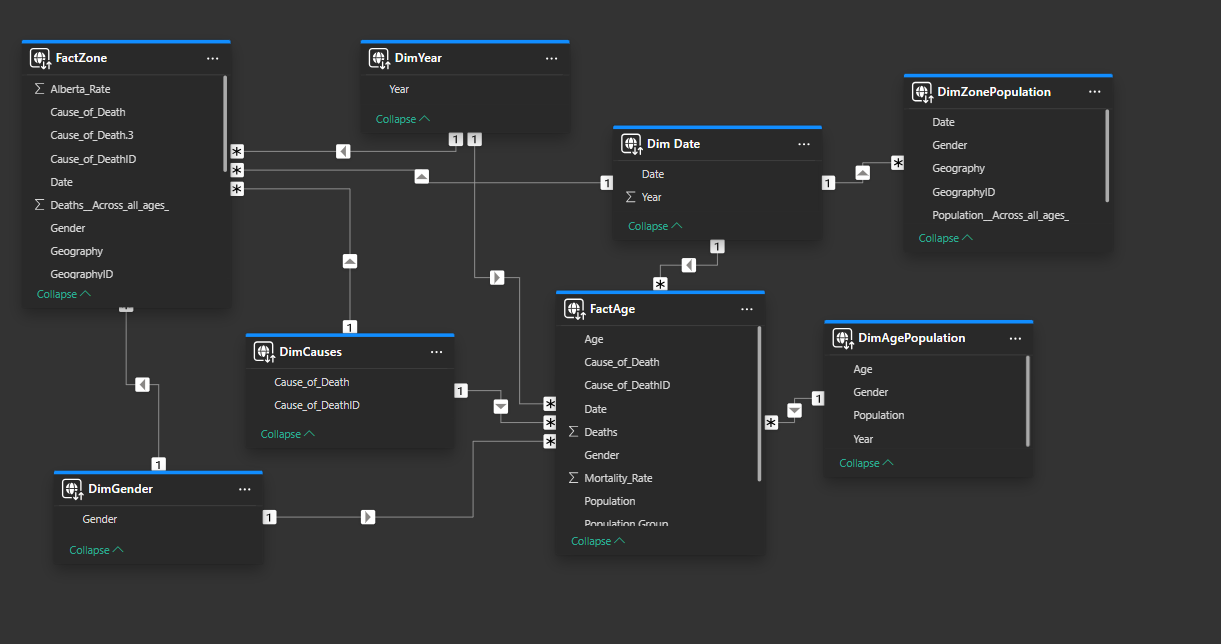 FactZone
...
Σ Alberta_Rate
Cause_of_Death
Cause_of_Death.3
Cause_of_DeathID
Date
Σ Deaths__Across_all_ages_
Gender
Geography
GeographyID
Collapse
DimYear
...
Year
Collapse
1
1
*
*
*
Dim Date
...
Date
Σ Year
Collapse
1
1
1
*
DimZonePopulation
...
Date
Gender
Geography
GeographyID
Population__Across_all_ages_
Collapse
*
DimCauses
...
Cause_of_Death
Cause_of_DeathID
Collapse
1
1
FactAge
...
Age
Cause_of_Death
Cause_of_DeathID
Date
Σ Deaths
Gender
Σ Mortality_Rate
Population
Population Group
Collapse
*
*
*
*
DimAgePopulation
...
Age
Gender
Population
Year
Collapse
1
DimGender
...
Gender
Collapse
1
1